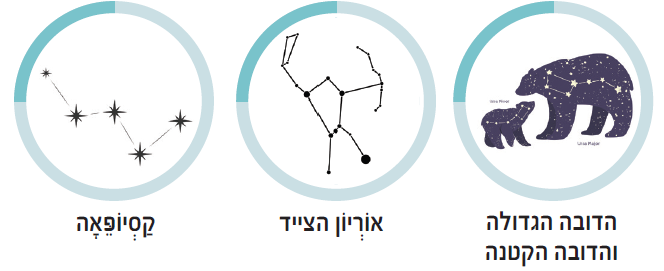 Ursa Minor
Ursa Major
הדובה הגדולה
והדובה הקטנה
אוֹרְיוֹן הצייד
קַסְיוֹפֵּאָה